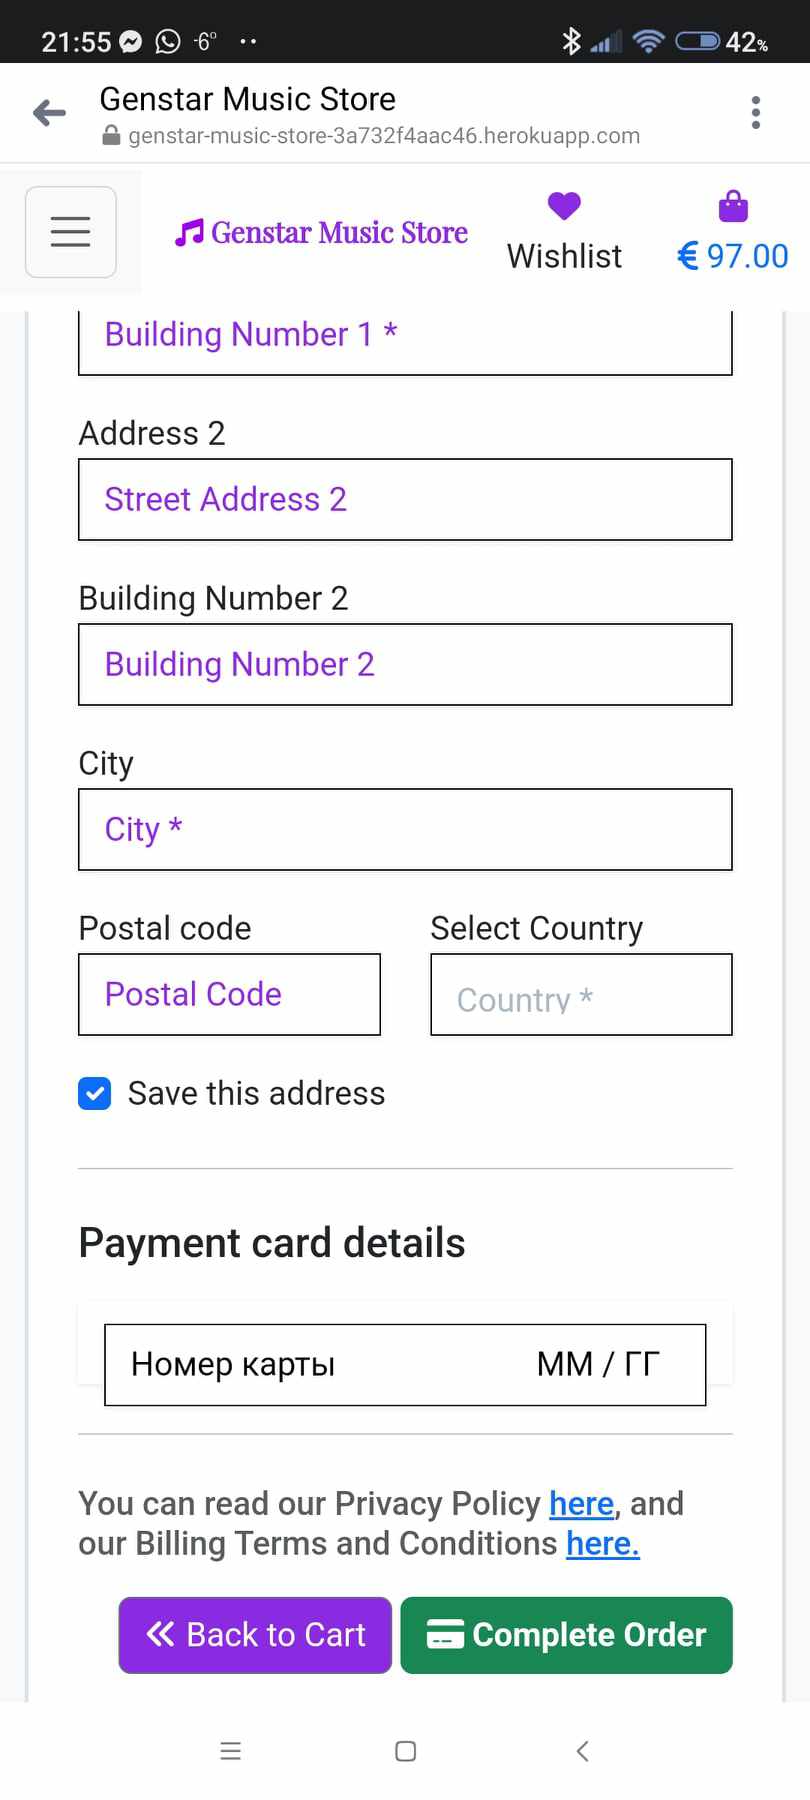 21:55 -6°
42%
Genstar Music Store
genstar-music-store-3a732f4aac46.herokuapp.com
Genstar Music Store
Wishlist
€ 97.00
Building Number 1 *
Address 2
Street Address 2
Building Number 2
Building Number 2
City
City *
Postal code
Select Country
Postal Code
Country *
Save this address
Payment card details
Номер карты
ММ / ГГ
You can read our Privacy Policy here, and
our Billing Terms and Conditions here.
Back to Cart
Complete Order